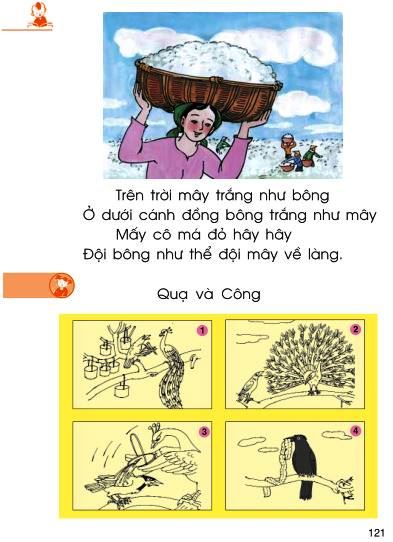 Trên trời mây trắng như bông
Ở dưới cánh đồng bông trắng như mây
Mấy cô má đỏ hây hây
Đội bông như thể đội mây về làng.
Quạ và Công
1
2
3
4
121